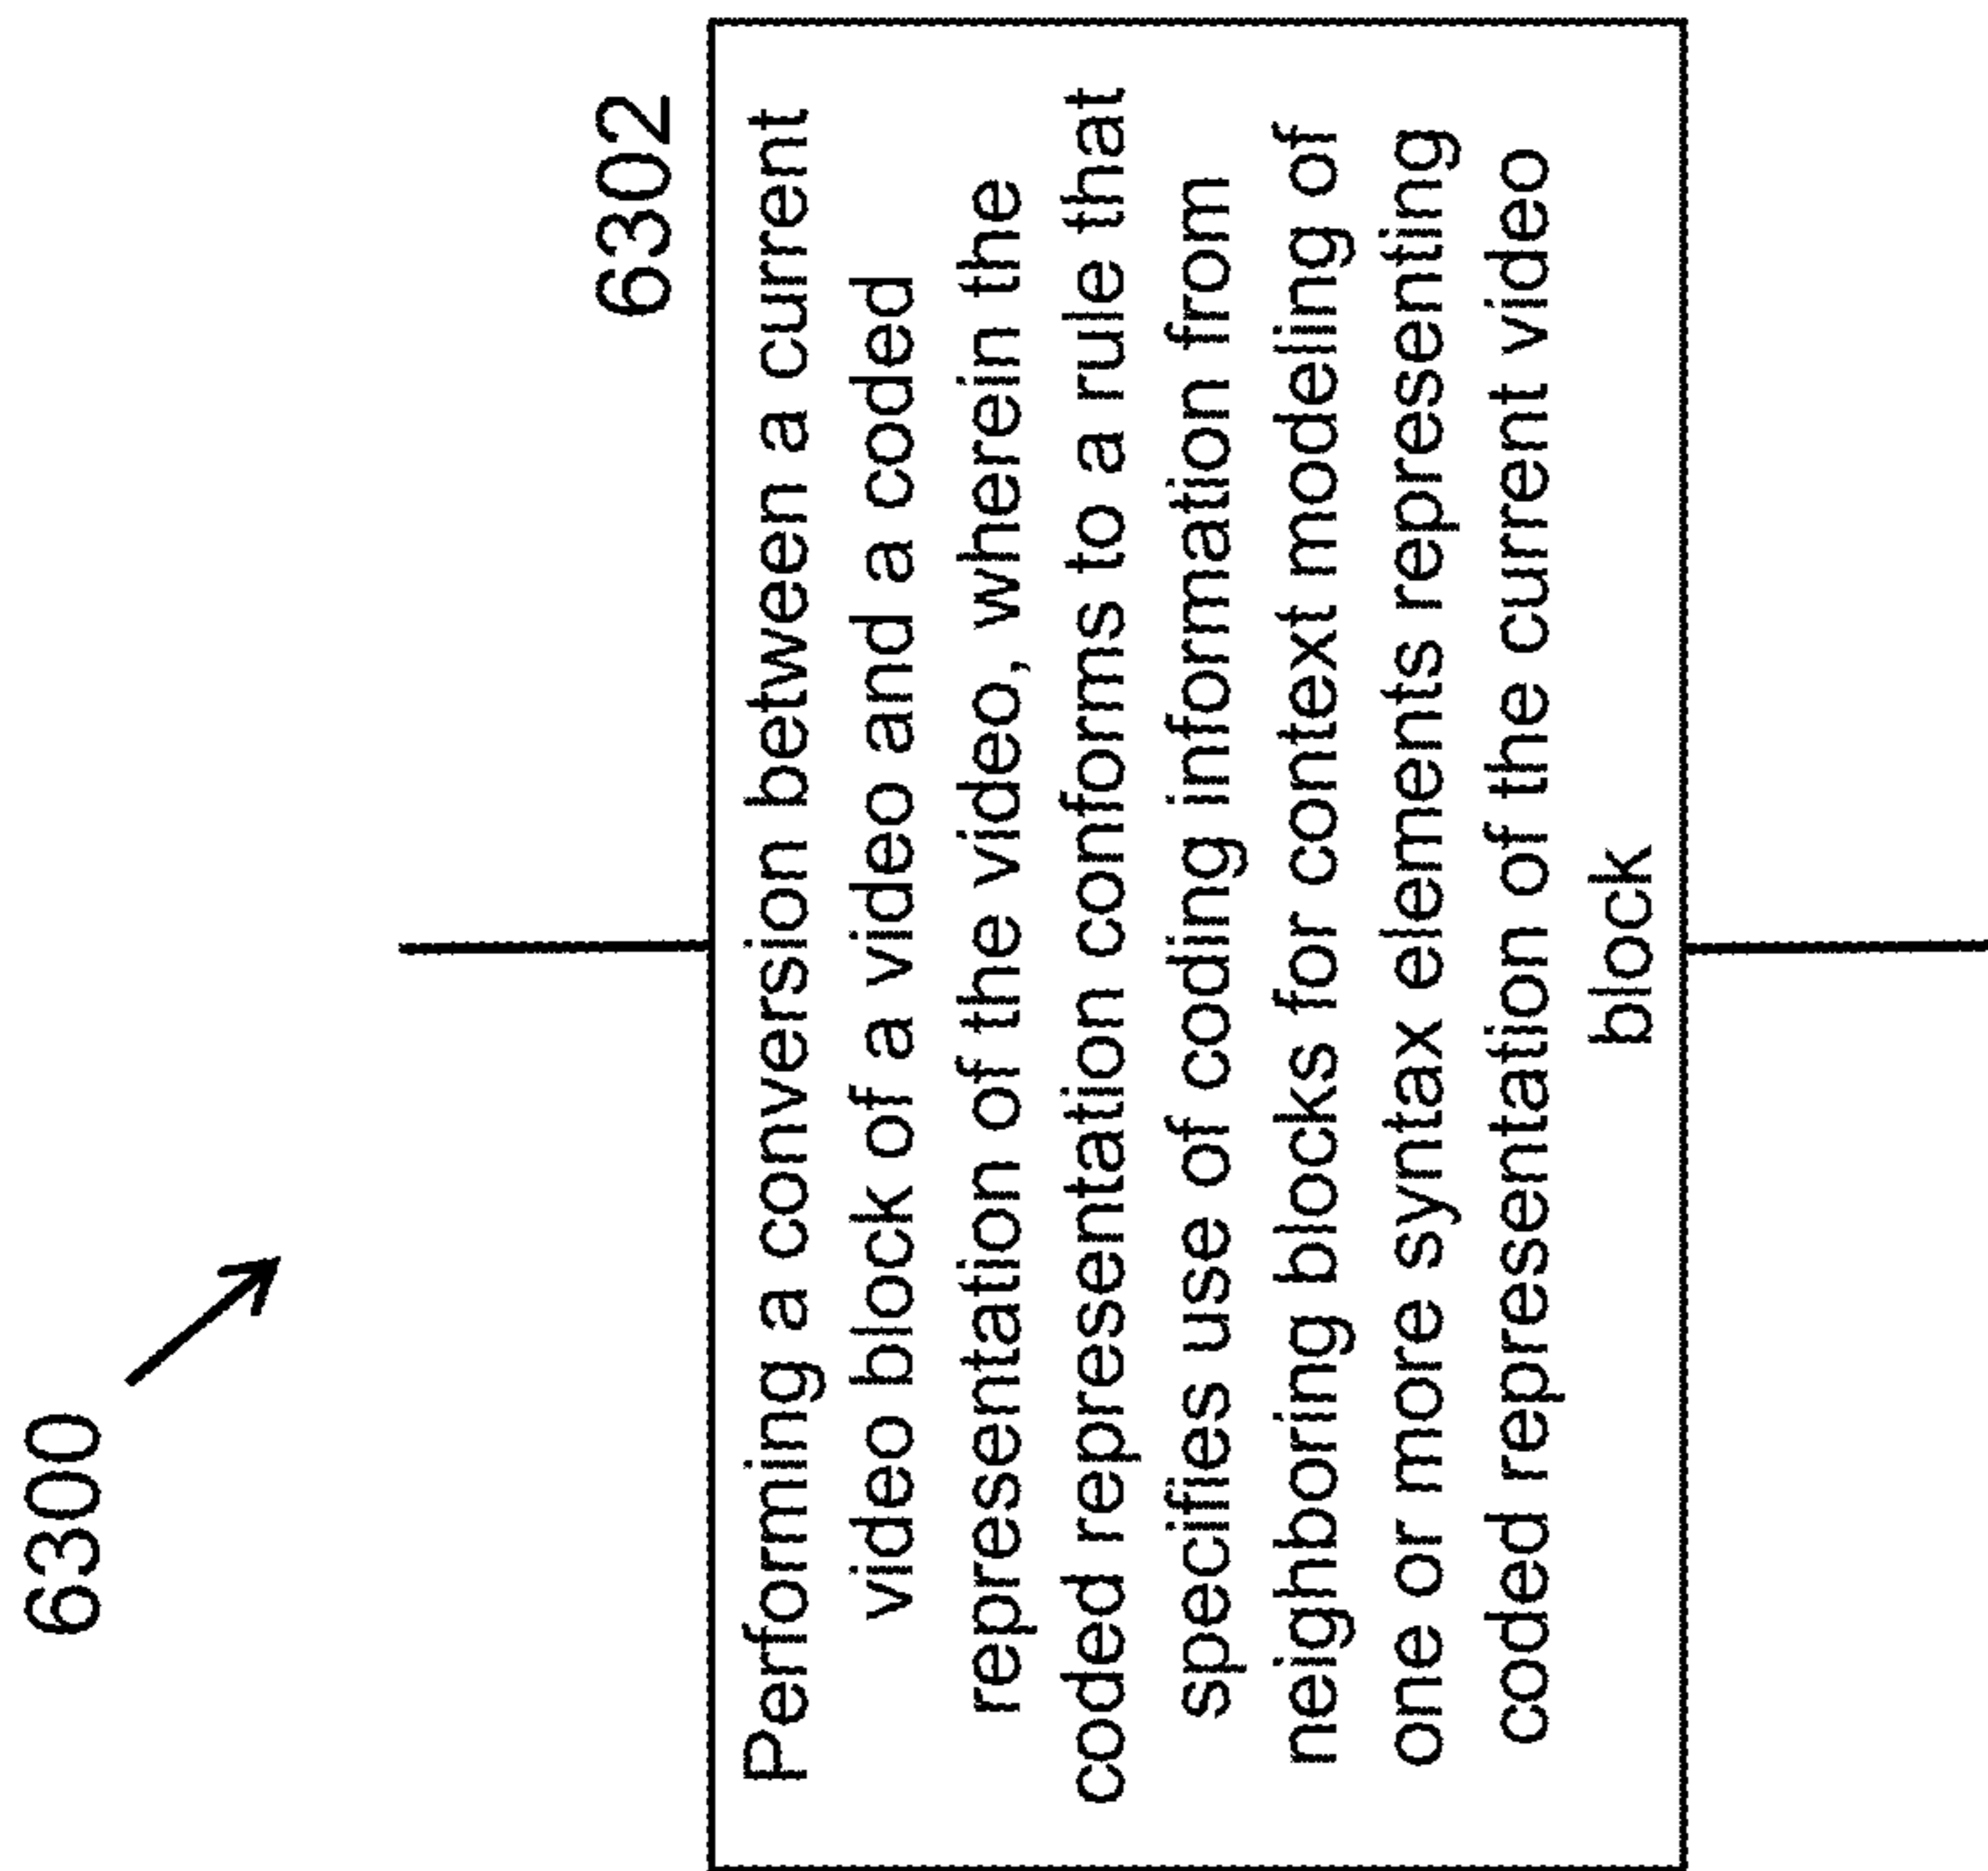 6300
6302
Performing a conversion between a current
video block of a video and a coded
representation of the video, wherein the
coded representation conforms to a rule that
specifies use of coding information from
neighboring blocks for context modeling of
one or more syntax elements representing
coded representation of the current video
block